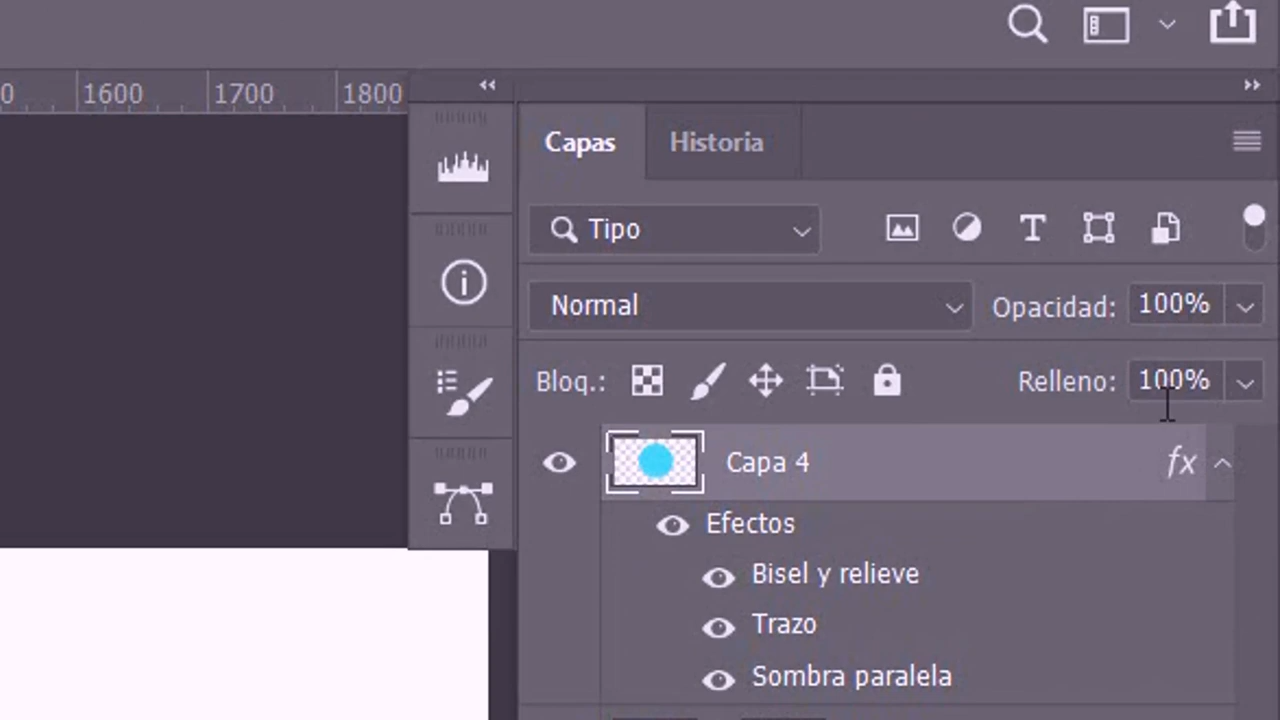 0 1600 1700 1800
Capas Historia
Tipo T
Normal Opacidad: 100%
Bloq.: Relleno: 100%
Capa 4 fx
Efectos
Bisel y relieve
Trazo
Sombra paralela